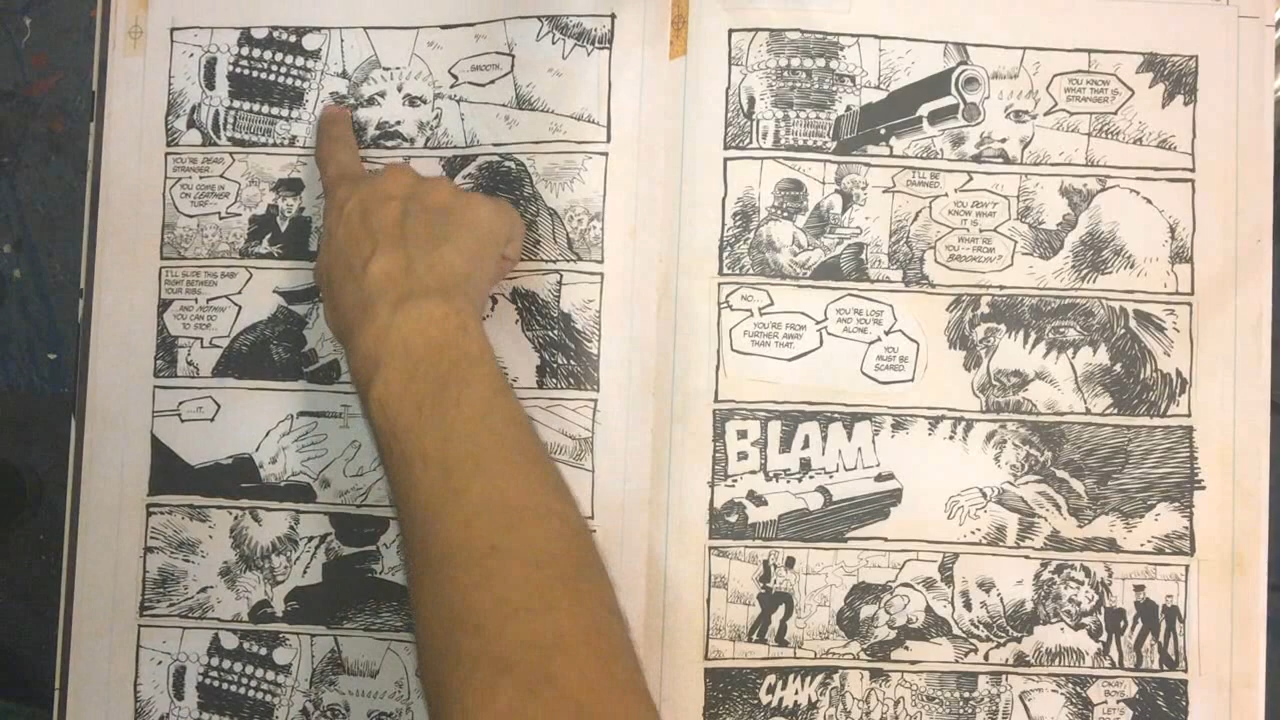 ...SMOOTH.
YOU'RE DEAD,
STRANGER.
YOU COME IN
ON LEATHER
TURF--
I'LL SLIDE THIS BABY
RIGHT BETWEEN
YOUR RIBS...
...AND NOTHIN'
YOU CAN DO
TO STOP...
...IT.
YOU KNOW
WHAT THAT IS,
STRANGER?
I'LL BE
DAMNED.
YOU DON'T
KNOW WHAT
IT IS.
WHAT'RE
YOU--FROM
BROOKLYN?
NO...
YOU'RE FROM
FURTHER AWAY
THAN THAT.
YOU'RE LOST
AND YOU'RE
ALONE.
YOU
MUST BE
SCARED.
BLAM
CHAK
OKAY,
BOYS.
LET'S